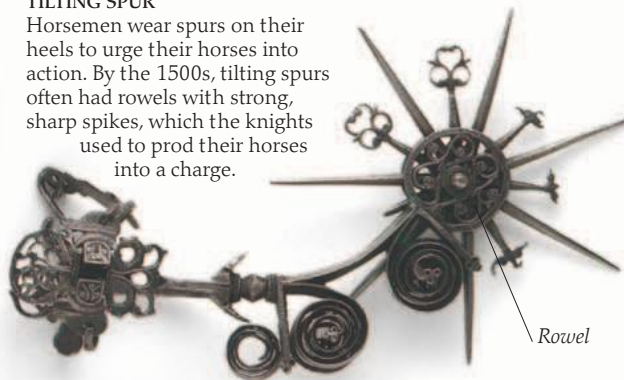 TILTING SPUR
Horsemen wear spurs on their
heels to urge their horses into
action. By the 1500s, tilting spurs
often had rowels with strong,
sharp spikes, which the knights
used to prod their horses
into a charge.
Rowel